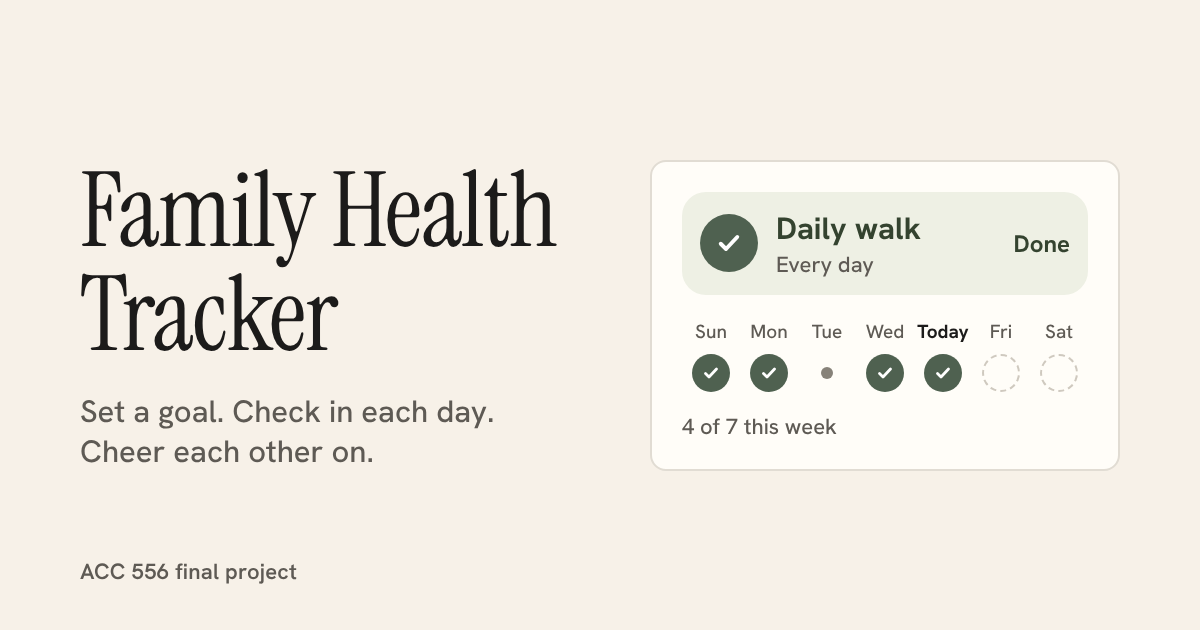 Family Health
Tracker
Set a goal. Check in each day.
Cheer each other on.
ACC 556 final project
Daily walk
Every day
Done
Sun Mon Tue Wed Today Fri Sat
4 of 7 this week